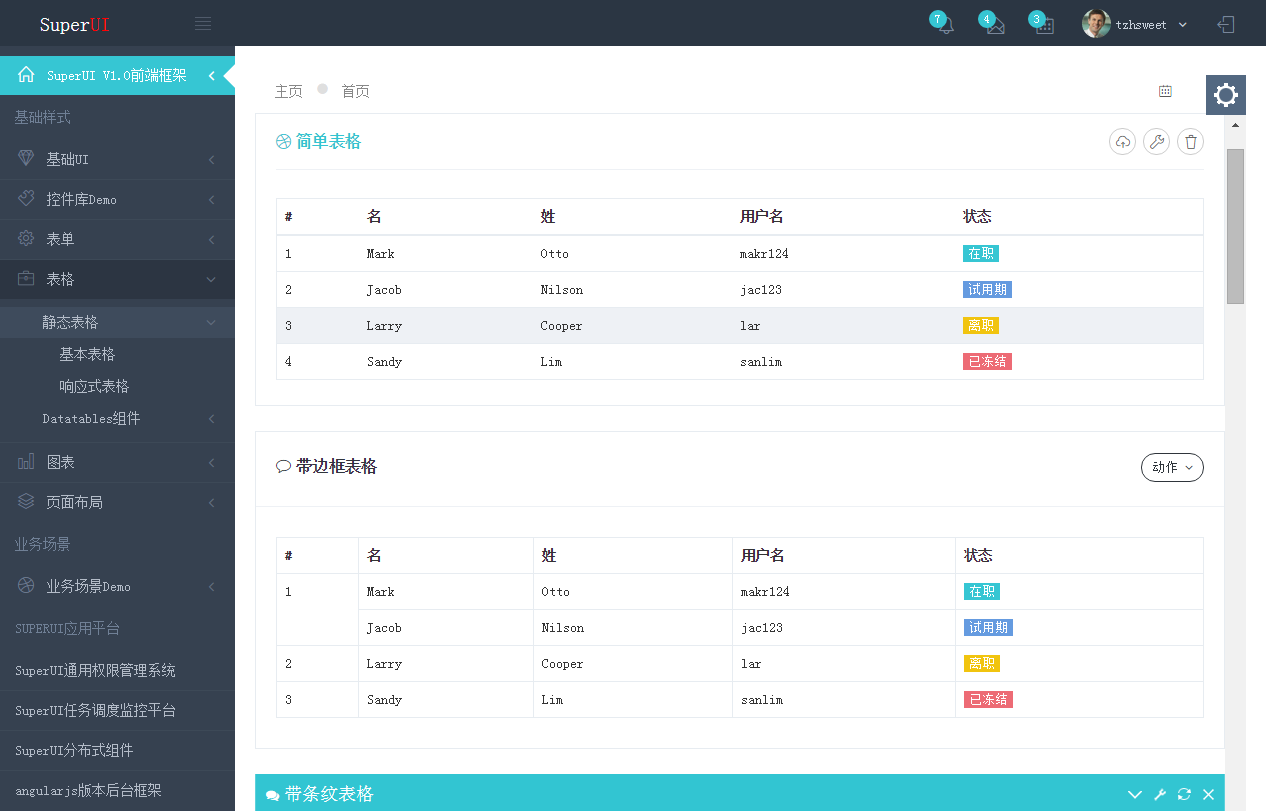 SuperUI
7
4
3
tzhsweet
SuperUI V1.0前端框架
基础样式
基础UI
控件库Demo
表单
表格
静态表格
基本表格
响应式表格
Datatables组件
图表
页面布局
业务场景
业务场景Demo
SUPERUI应用平台
SuperUI通用权限管理系统
SuperUI任务调度监控平台
SuperUI分布式组件
angularjs版本后台框架
主页 首页
简单表格
# 名 姓 用户名 状态
1 Mark Otto makr124 在职
2 Jacob Nilson jac123 试用期
3 Larry Cooper lar 离职
4 Sandy Lim sanlim 已冻结
带边框表格
动作
# 名 姓 用户名 状态
1 Mark Otto makr124 在职
Jacob Nilson jac123 试用期
2 Larry Cooper lar 离职
3 Sandy Lim sanlim 已冻结
带条纹表格